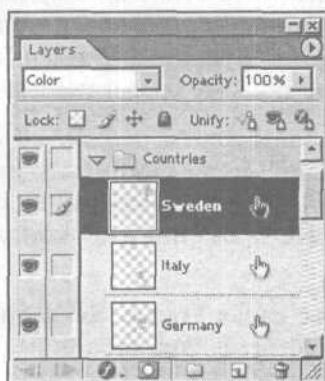 Layers
Color Opacity: 100%
Lock: Unify:
Countries
Sweden
Italy
Germany